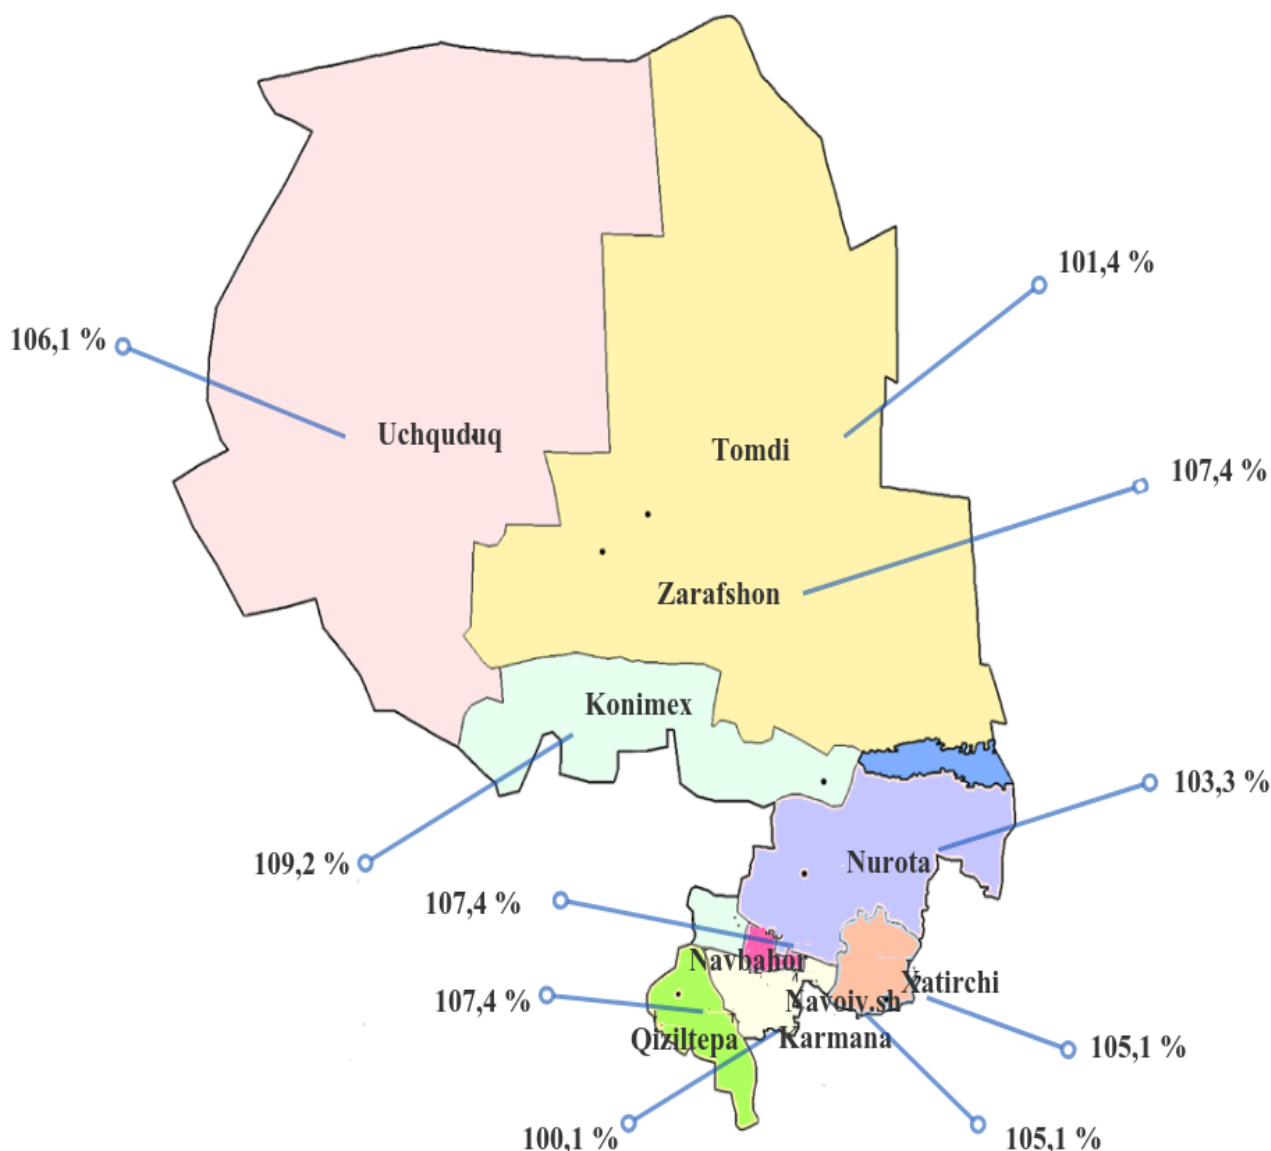 101,4 %
106,1 %
Uchquduq
Tomdi
107,4 %
Zarafshon
Konimex
103,3 %
109,2 %
Nurota
107,4 %
Navbahor
Xatirchi
107,4 %
Navoiy.sh
Qiziltepa
Karmana
105,1 %
100,1 %
105,1 %